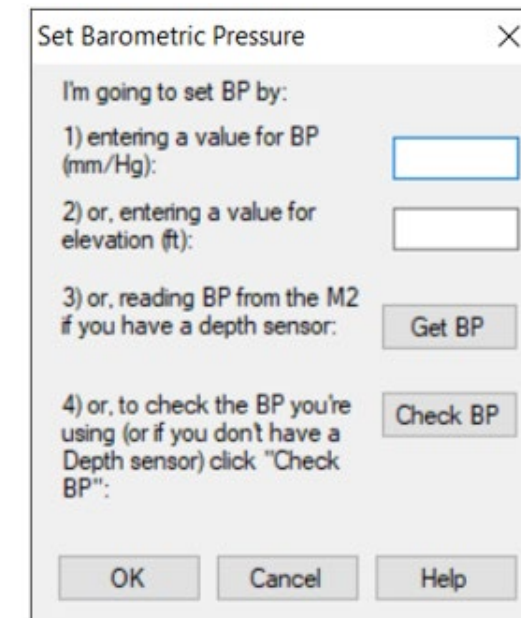 Set Barometric Pressure
I'm going to set BP by:
1) entering a value for BP
(mm/Hg):
2) or, entering a value for
elevation (ft):
3) or, reading BP from the M2
if you have a depth sensor:
Get BP
4) or, to check the BP you're
using (or if you don't have a
Depth sensor) click "Check
BP":
Check BP
OK Cancel Help